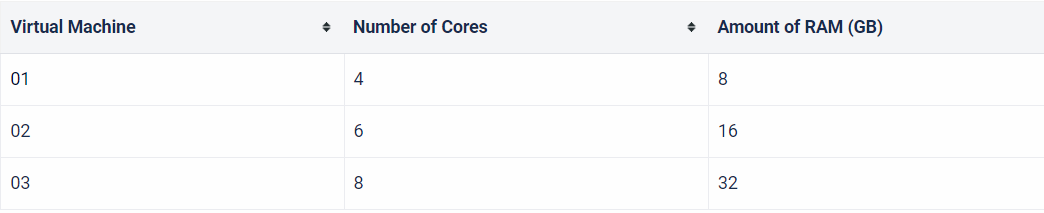 Virtual Machine Number of Cores Amount of RAM (GB)
01 4 8
02 6 16
03 8 32